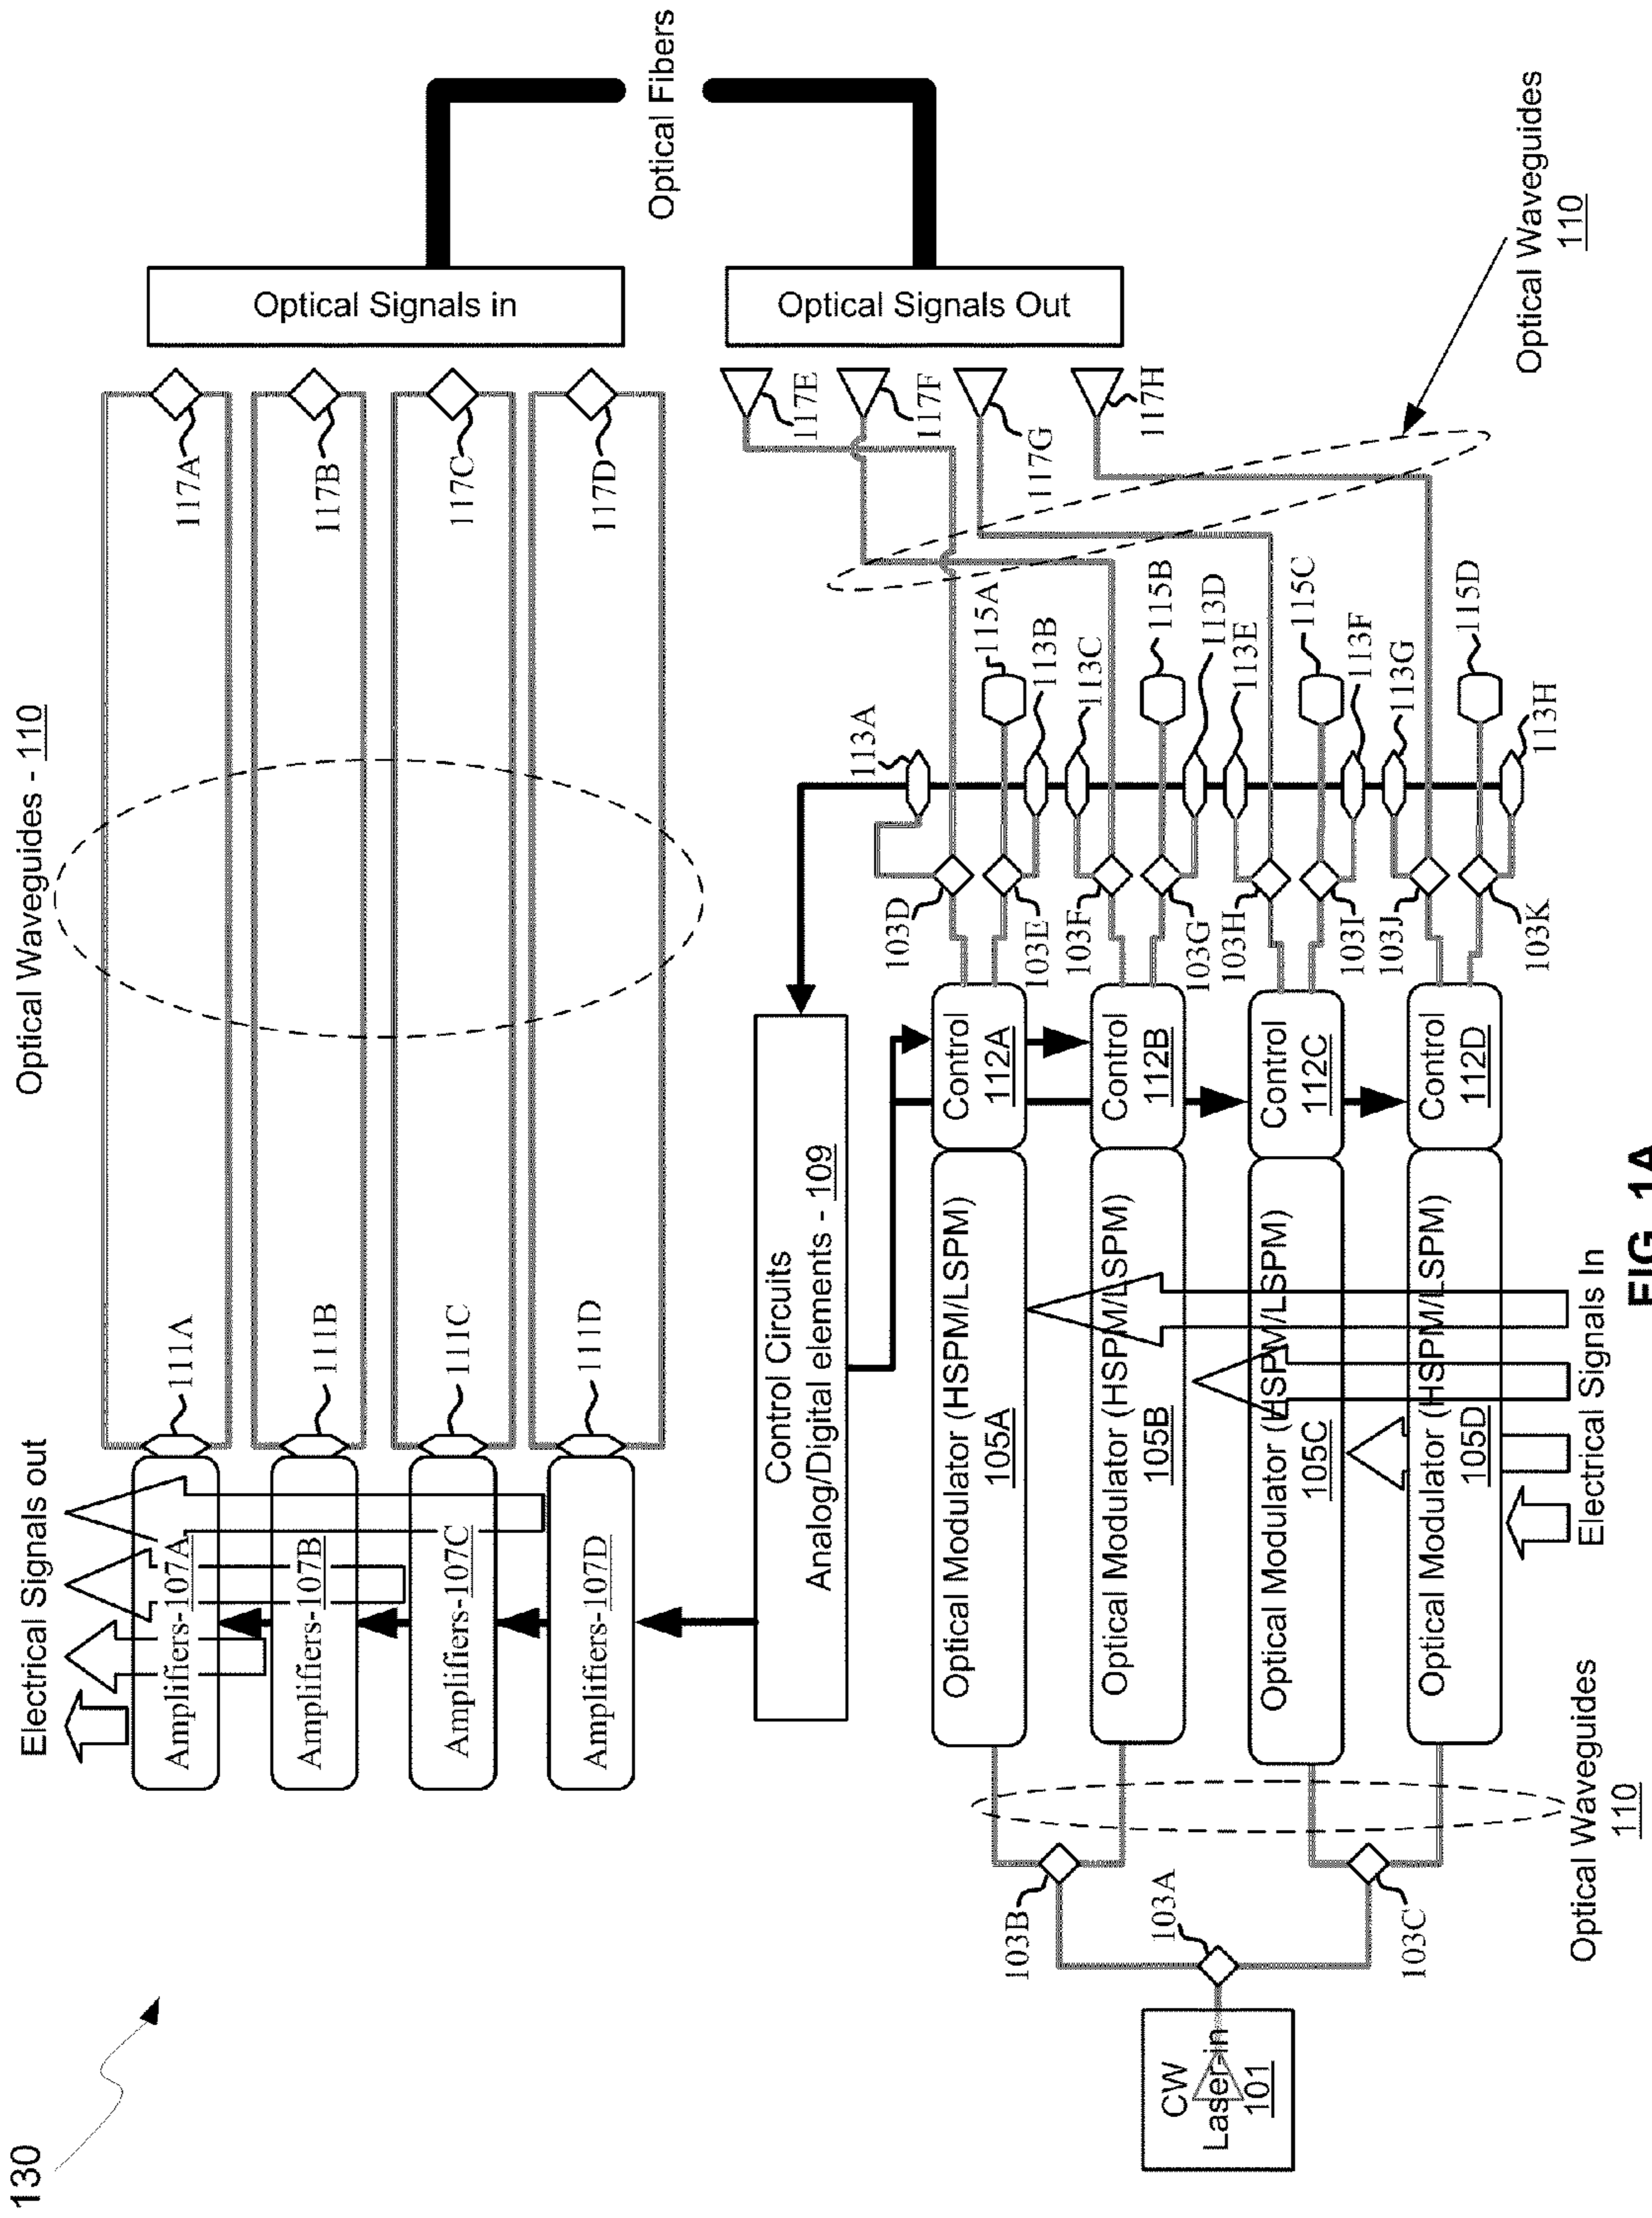 130
Electrical Signals out
Optical Waveguides - 110
Amplifiers-107A
Amplifiers-107B
Amplifiers-107C
Amplifiers-107D
111A
111B
111C
111D
117A
117B
117C
117D
Optical Signals in
Optical Fibers
Optical Signals Out
Control Circuits
Analog/Digital elements - 109
117E
117F
117G
117H
CW
Laser-in
101
103A
103B
103C
Optical Modulator (HSPM/LSPM)
105A
Optical Modulator (HSPM/LSPM)
105B
Optical Modulator (HSPM/LSPM)
105C
Optical Modulator (HSPM/LSPM)
105D
Control
112A
Control
112B
Control
112C
Control
112D
103D
103E
103F
103G
103H
103I
103J
103K
113A
115A
113B
113C
115B
113D
113E
115C
113F
113G
115D
113H
Optical Waveguides
110
Electrical Signals In
Optical Waveguides
110
FIG. 1A